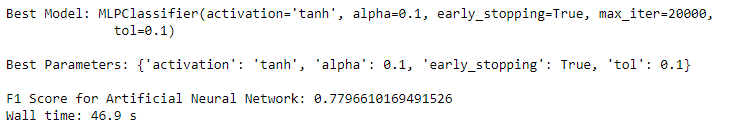 Best Model: MLPClassifier(activation='tanh', alpha=0.1, early_stopping=True, max_iter=20000,
tol=0.1)
Best Parameters: {'activation': 'tanh', 'alpha': 0.1, 'early_stopping': True, 'tol': 0.1}
F1 Score for Artificial Neural Network: 0.7796610169491526
Wall time: 46.9 s